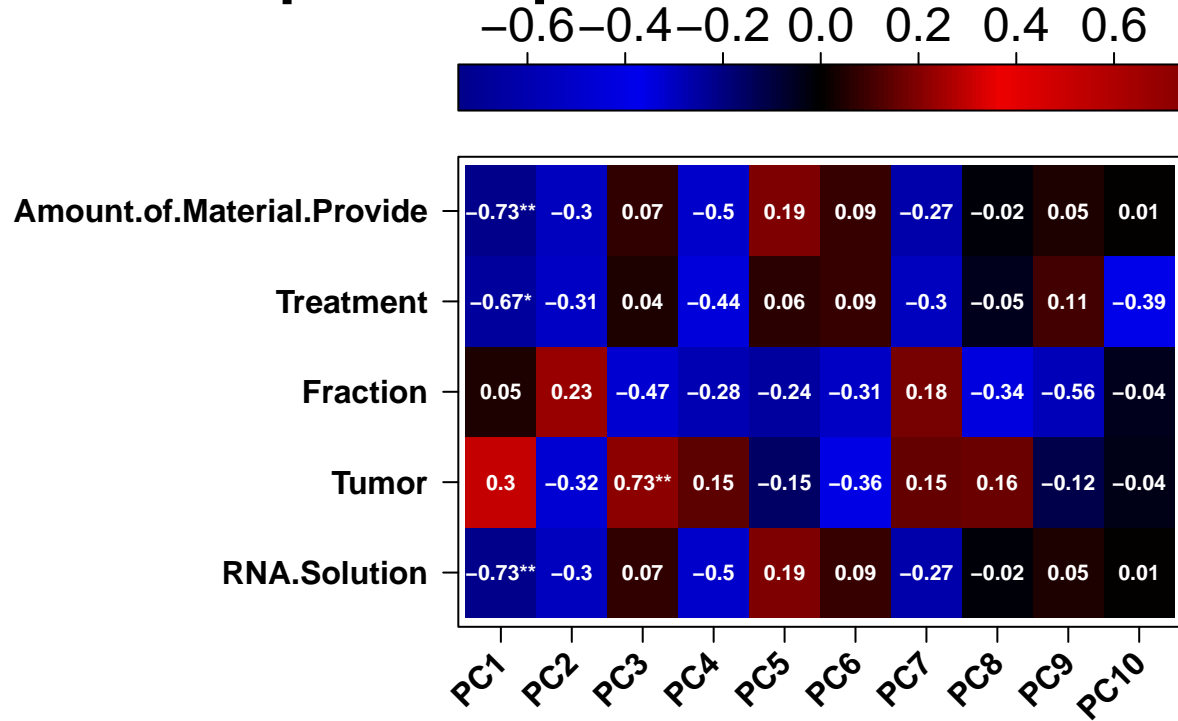 −0.6 −0.4 −0.2 0.0 0.2 0.4 0.6
Amount.of.Material.Provide −0.73** −0.3 0.07 −0.5 0.19 0.09 −0.27 −0.02 0.05 0.01
Treatment −0.67* −0.31 0.04 −0.44 0.06 0.09 −0.3 −0.05 0.11 −0.39
Fraction 0.05 0.23 −0.47 −0.28 −0.24 −0.31 0.18 −0.34 −0.56 −0.04
Tumor 0.3 −0.32 0.73** 0.15 −0.15 −0.36 0.15 0.16 −0.12 −0.04
RNA.Solution −0.73** −0.3 0.07 −0.5 0.19 0.09 −0.27 −0.02 0.05 0.01
PC1 PC2 PC3 PC4 PC5 PC6 PC7 PC8 PC9 PC10